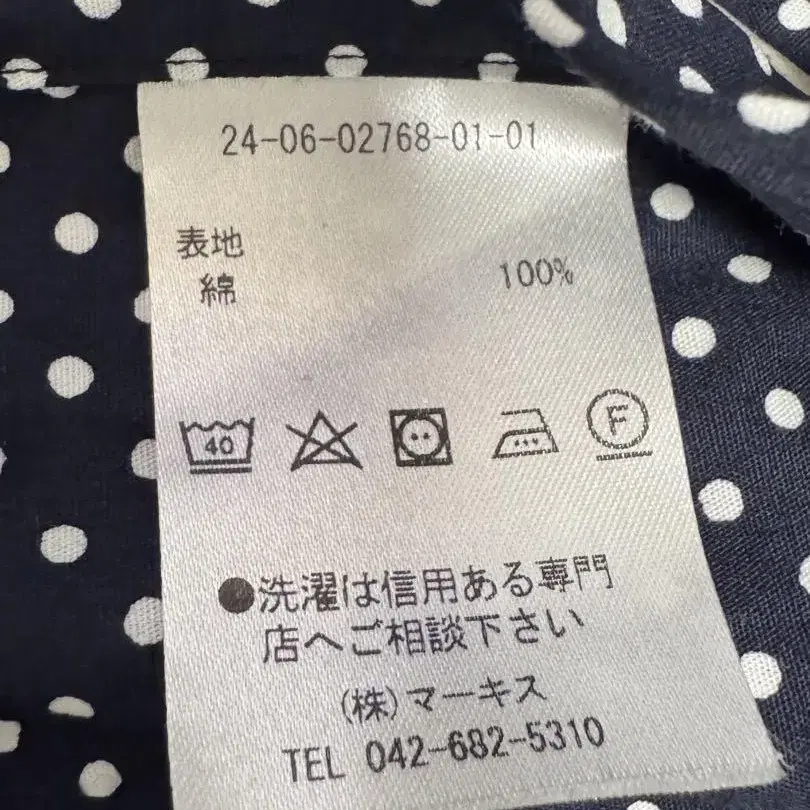 24-06-02768-01-01
表地
綿 100%
40
F
●洗濯は信用ある専門
店へご相談下さい
(株)マーキス
TEL 042-682-5310